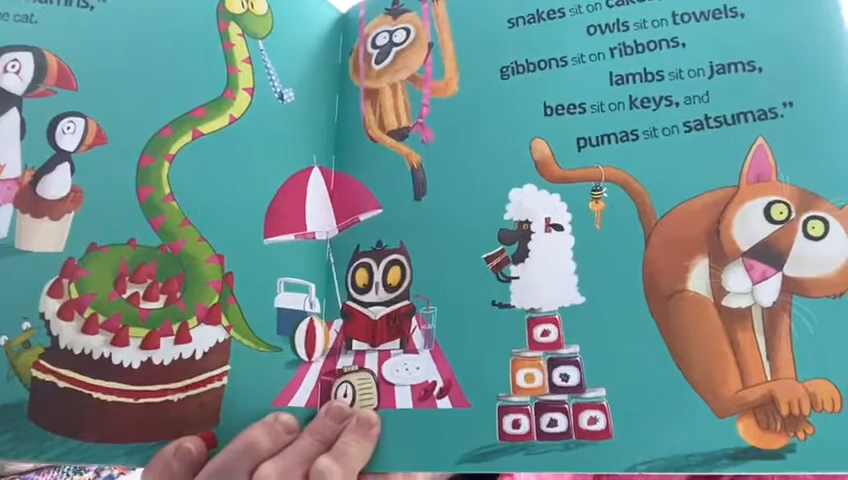 e cat.
snakes sit on cakes,
owls sit on towels,
gibbons sit on ribbons,
lambs sit on jams,
bees sit on keys, and
pumas sit on satsumas.”